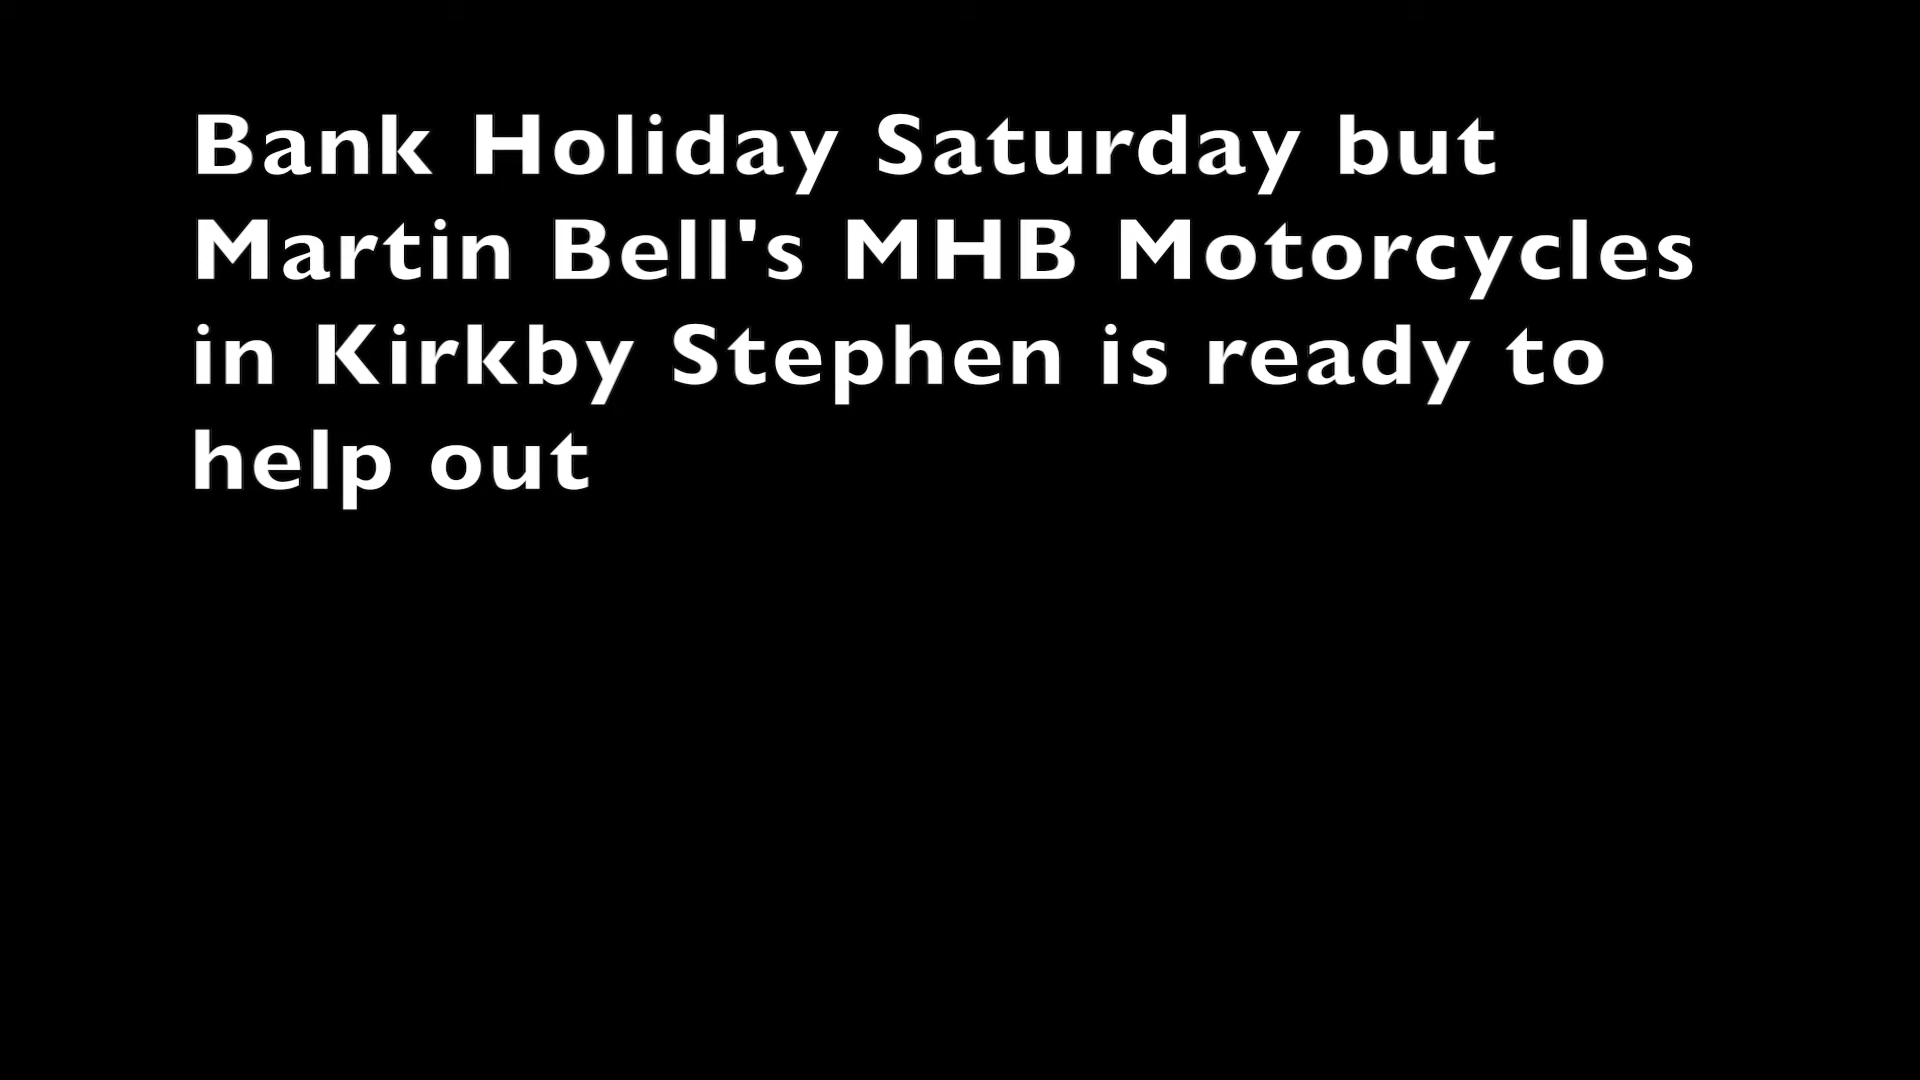 Bank Holiday Saturday but
Martin Bell's MHB Motorcycles
in Kirkby Stephen is ready to
help out